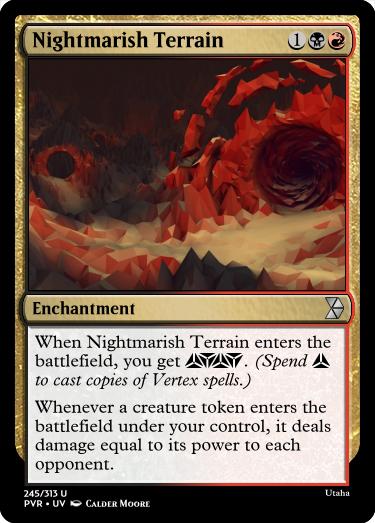 Nightmarish Terrain 1
Enchantment
When Nightmarish Terrain enters the
battlefield, you get . (Spend
to cast copies of Vertex spells.)
Whenever a creature token enters the
battlefield under your control, it deals
damage equal to its power to each
opponent.
245/313 U
PVR • UV CALDER MOORE
Utaha